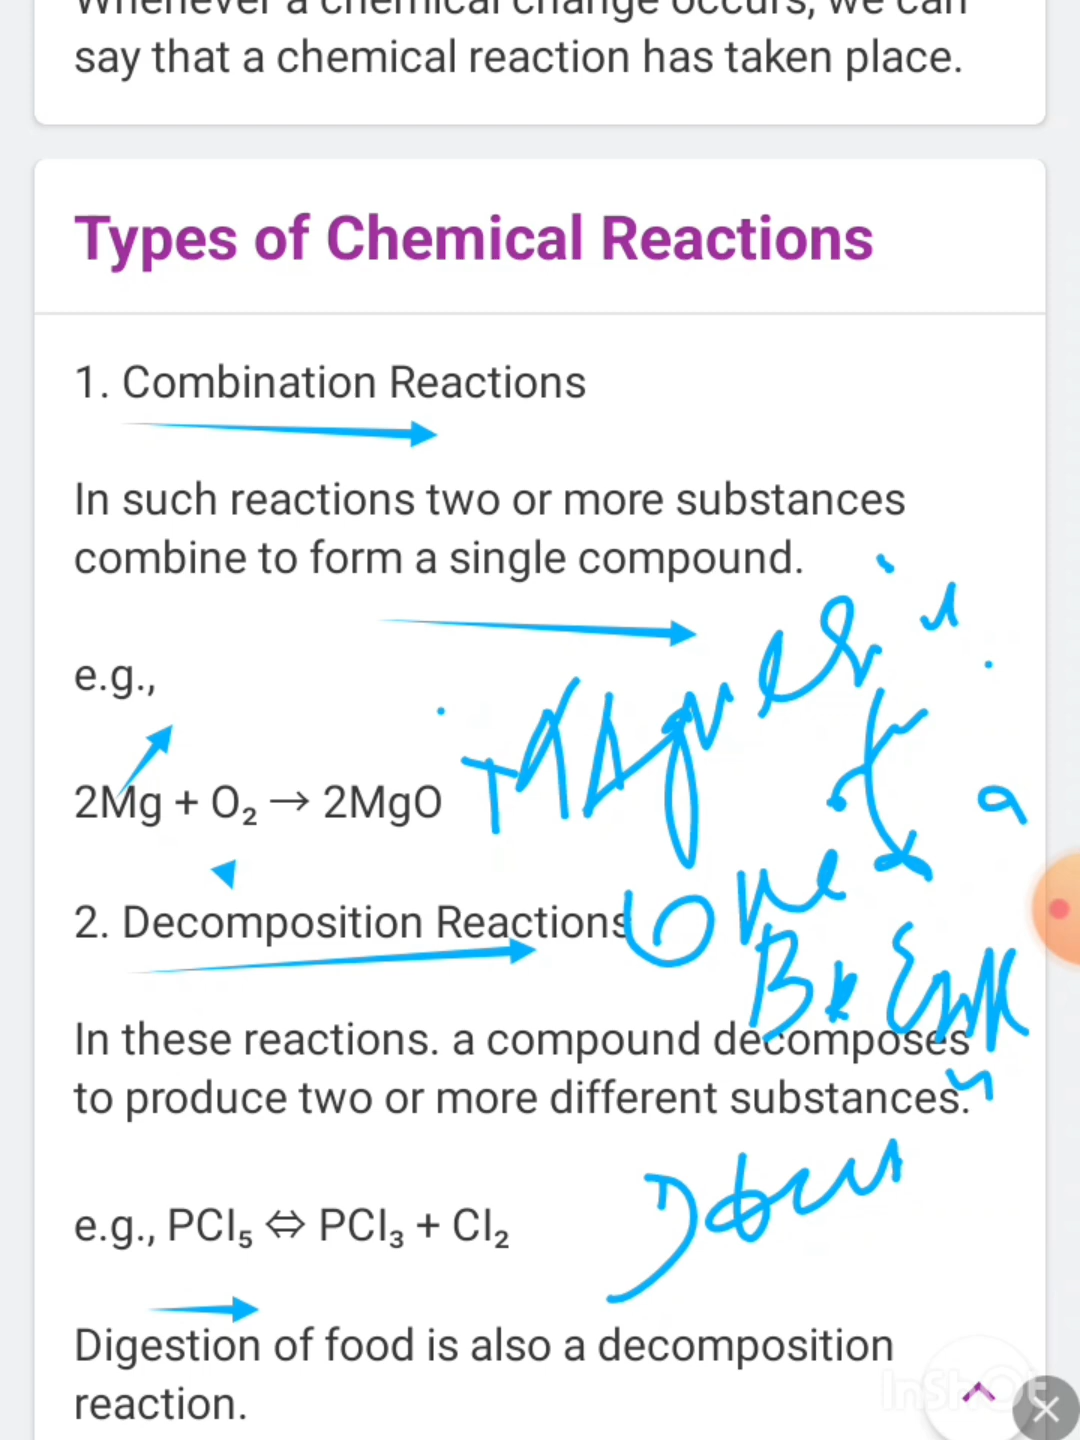 say that a chemical reaction has taken place.
Types of Chemical Reactions
1. Combination Reactions
In such reactions two or more substances
combine to form a single compound.
e.g.,
2Mg + O₂ → 2MgO
2. Decomposition Reactions
In these reactions. a compound decomposes
to produce two or more different substances.
e.g., PCl₅ ⇔ PCl₃ + Cl₂
Digestion of food is also a decomposition
reaction.
InShOt